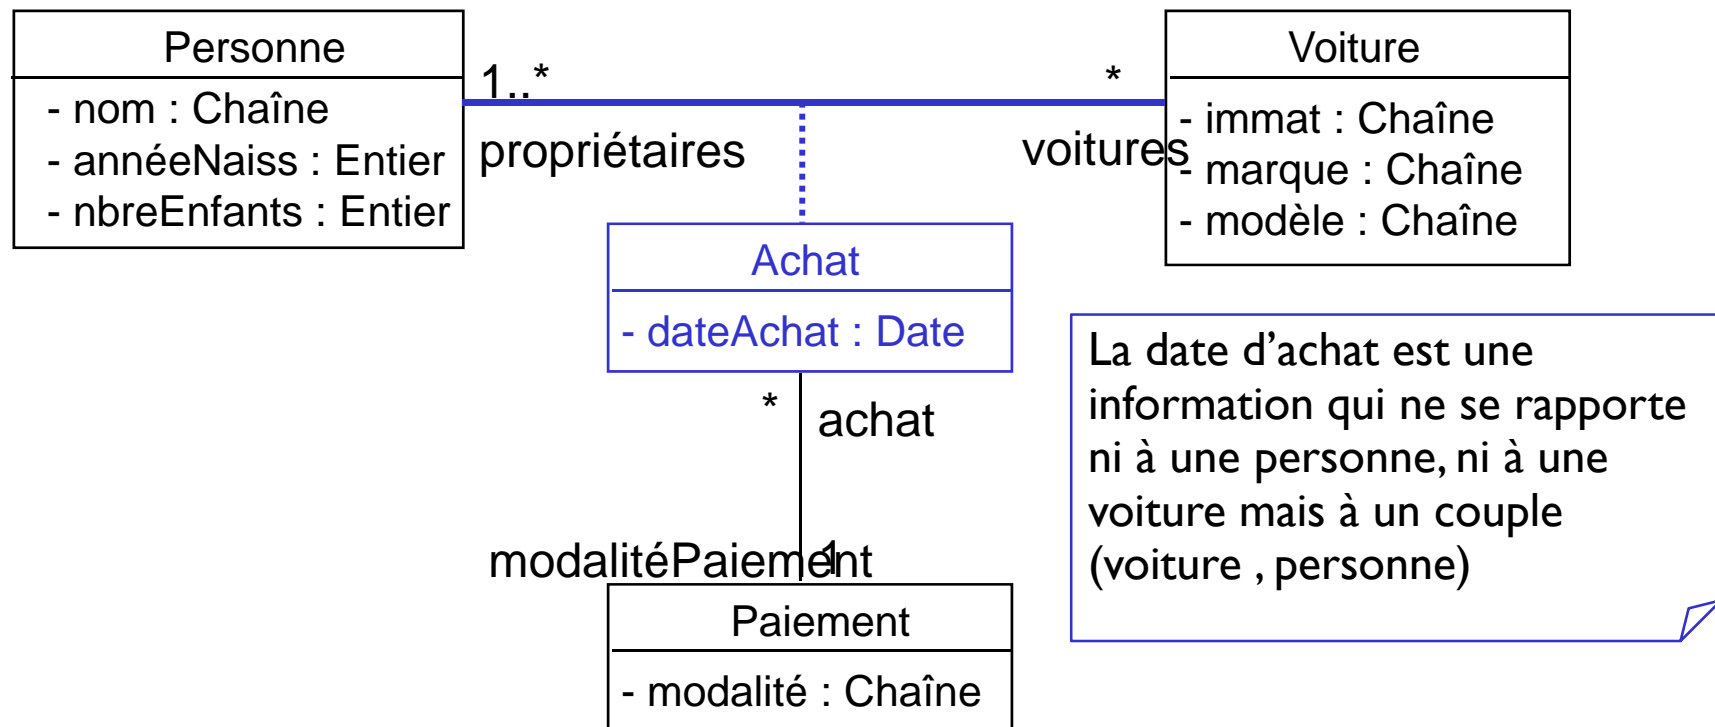 Personne
- nom : Chaîne
- annéeNaiss : Entier
- nbreEnfants : Entier
1..*
propriétaires
*
voitures
Voiture
- immat : Chaîne
- marque : Chaîne
- modèle : Chaîne
Achat
- dateAchat : Date
*
achat
modalitéPaiement
1
Paiement
- modalité : Chaîne
La date d’achat est une
information qui ne se rapporte
ni à une personne, ni à une
voiture mais à un couple
(voiture , personne)